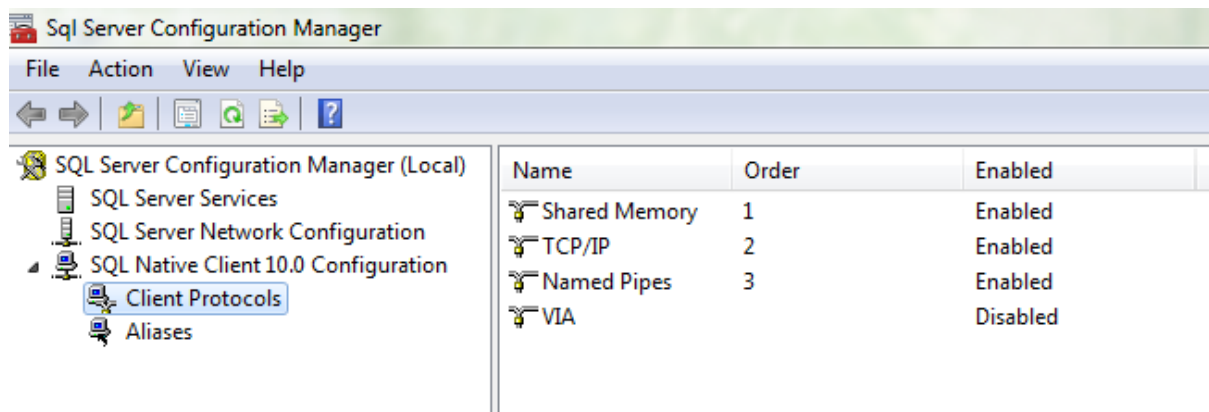 Sql Server Configuration Manager
File Action View Help
SQL Server Configuration Manager (Local)
SQL Server Services
SQL Server Network Configuration
SQL Native Client 10.0 Configuration
Client Protocols
Aliases
Name Order Enabled
Shared Memory 1 Enabled
TCP/IP 2 Enabled
Named Pipes 3 Enabled
VIA Disabled